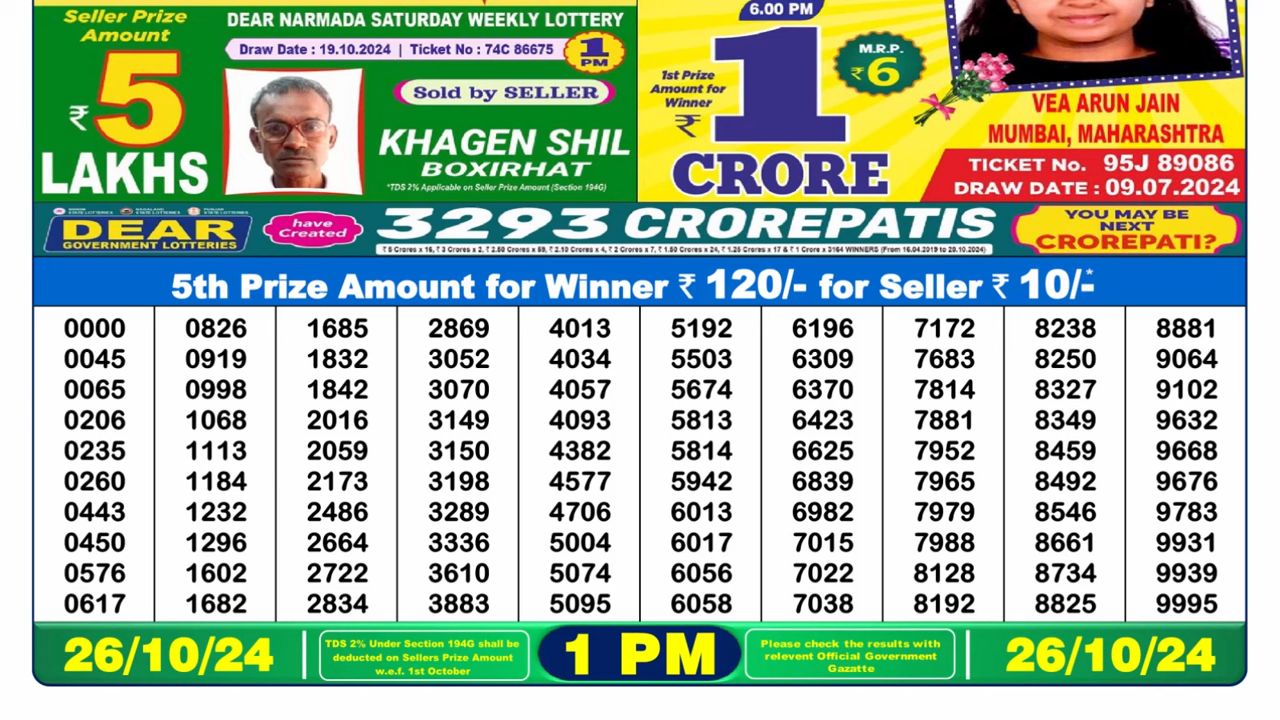 Seller Prize
Amount
₹ 5
LAKHS
DEAR NARMADA SATURDAY WEEKLY LOTTERY
Draw Date : 19.10.2024 | Ticket No : 74C 86675
1
PM
Sold by SELLER
KHAGEN SHIL
BOXIRHAT
*TDS 2% Applicable on Seller Prize Amount (Section 194G)
6.00 PM
1st Prize
Amount for
Winner
₹
1
CRORE
M.R.P.
₹6
VEA ARUN JAIN
MUMBAI, MAHARASHTRA
TICKET No. 95J 89086
DRAW DATE : 09.07.2024
DEAR
GOVERNMENT LOTTERIES
have
Created
3293 CROREPATIS
YOU MAY BE
NEXT
CROREPATI?
5th Prize Amount for Winner ₹ 120/- for Seller ₹ 10/-*
0000 0826 1685 2869 4013 5192 6196 7172 8238 8881
0045 0919 1832 3052 4034 5503 6309 7683 8250 9064
0065 0998 1842 3070 4057 5674 6370 7814 8327 9102
0206 1068 2016 3149 4093 5813 6423 7881 8349 9632
0235 1113 2059 3150 4382 5814 6625 7952 8459 9668
0260 1184 2173 3198 4577 5942 6839 7965 8492 9676
0443 1232 2486 3289 4706 6013 6982 7979 8546 9783
0450 1296 2664 3336 5004 6017 7015 7988 8661 9931
0576 1602 2722 3610 5074 6056 7022 8128 8734 9939
0617 1682 2834 3883 5095 6058 7038 8192 8825 9995
26/10/24
TDS 2% Under Section 194G shall be
deducted on Sellers Prize Amount
w.e.f. 1st October
1 PM
Please check the results with
relevent Official Government
Gazatte
26/10/24